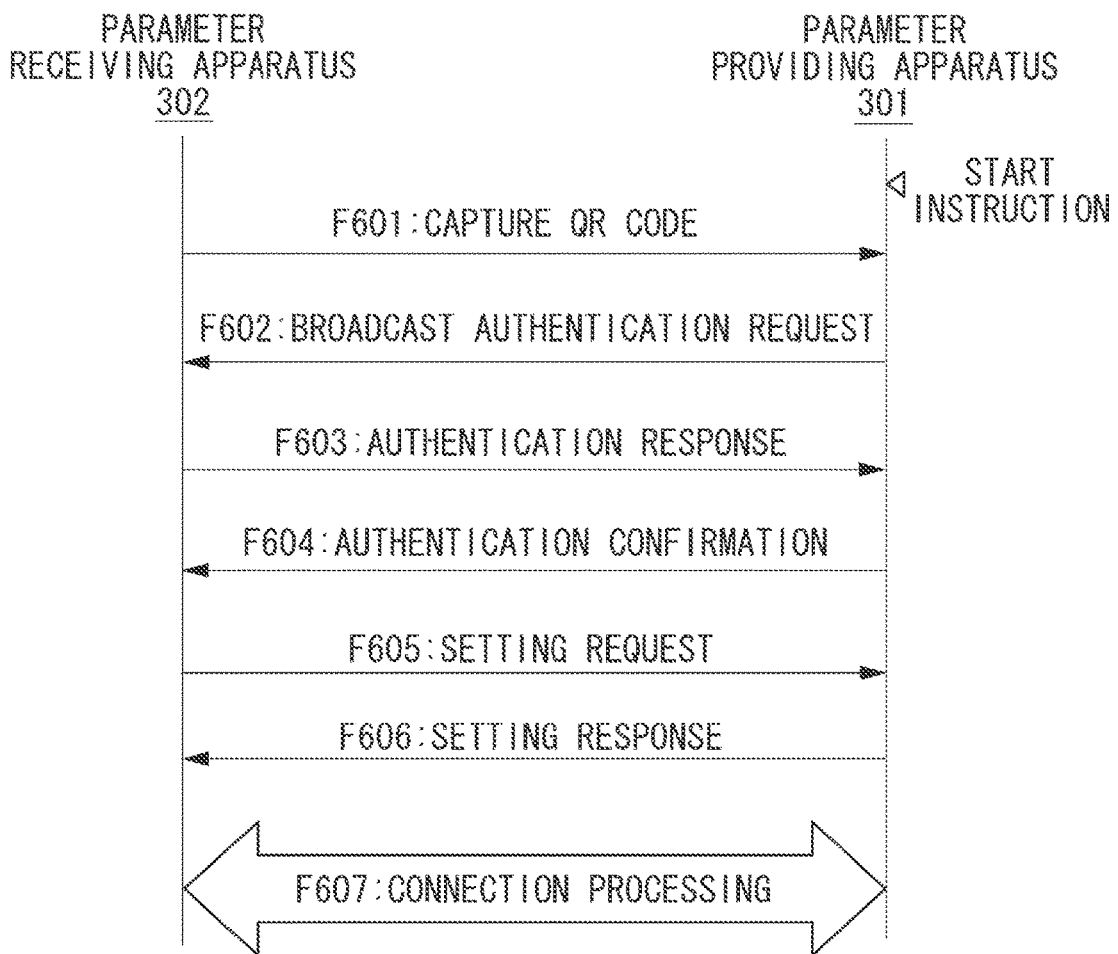 PARAMETER
RECEIVING APPARATUS
302
PARAMETER
PROVIDING APPARATUS
301
START
INSTRUCTION
F601:CAPTURE QR CODE
F602:BROADCAST AUTHENTICATION REQUEST
F603:AUTHENTICATION RESPONSE
F604:AUTHENTICATION CONFIRMATION
F605:SETTING REQUEST
F606:SETTING RESPONSE
F607:CONNECTION PROCESSING